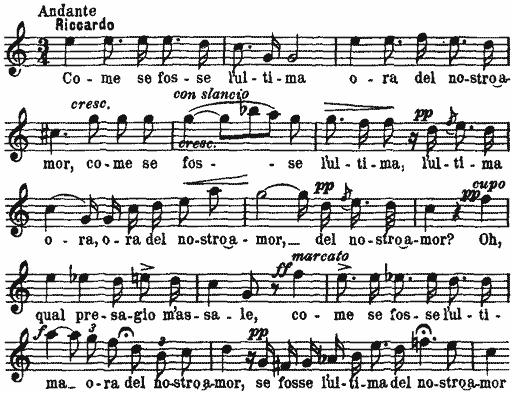 Andante
Riccardo
Co - me se fos - se l'ul - ti - ma o - ra del no-stro a-
cresc. con slancio cresc. pp
mor, co - me se fos - - se l'ul - ti - ma, l'ul - ti - ma
pp pp cupo
o - ra, o - ra del no - stro a - mor, del no - stro a - mor? Oh,
ff marcato
qual pre - sa - gio m'as - sa - le, co - me se fos - se l'ul - ti -
f 3 3 pp
ma o - ra del no-stro a-mor, se fosse l'ul - ti - ma del nostro a-mor